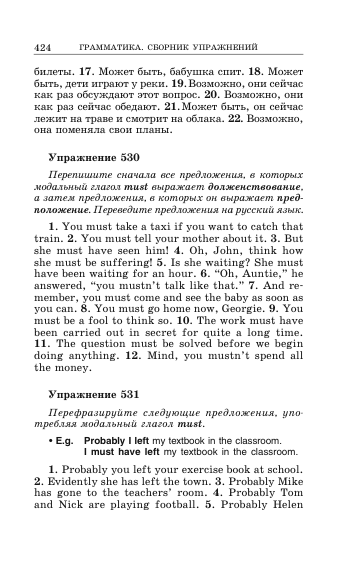 424 ГРАММАТИКА. СБОРНИК УПРАЖНЕНИЙ
билеты. 17. Может быть, бабушка спит. 18. Может
быть, дети играют у реки. 19. Возможно, они сейчас
как раз обсуждают этот вопрос. 20. Возможно, они
как раз сейчас обедают. 21. Может быть, он сейчас
лежит на траве и смотрит на облака. 22. Возможно,
она поменяла свои планы.
Упражнение 530
Перепишите сначала все предложения, в которых
модальный глагол must выражает долженствование,
а затем предложения, в которых он выражает пред-
положение. Переведите предложения на русский язык.
1. You must take a taxi if you want to catch that
train. 2. You must tell your mother about it. 3. But
she must have seen him! 4. Oh, John, think how
she must be suffering! 5. Is she waiting? She must
have been waiting for an hour. 6. “Oh, Auntie,” he
answered, “you mustn’t talk like that.” 7. And re-
member, you must come and see the baby as soon as
you can. 8. You must go home now, Georgie. 9. You
must be a fool to think so. 10. The work must have
been carried out in secret for quite a long time.
11. The question must be solved before we begin
doing anything. 12. Mind, you mustn’t spend all
the money.
Упражнение 531
Перефразируйте следующие предложения, упо-
требляя модальный глагол must.
• E.g. Probably I left my textbook in the classroom.
I must have left my textbook in the classroom.
1. Probably you left your exercise book at school.
2. Evidently she has left the town. 3. Probably Mike
has gone to the teachers’ room. 4. Probably Tom
and Nick are playing football. 5. Probably Helen